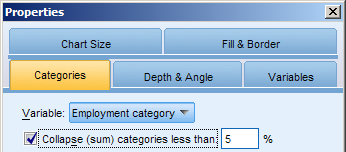 Properties
Chart Size Fill & Border
Categories Depth & Angle Variables
Variable: Employment category
Collapse (sum) categories less than 5 %